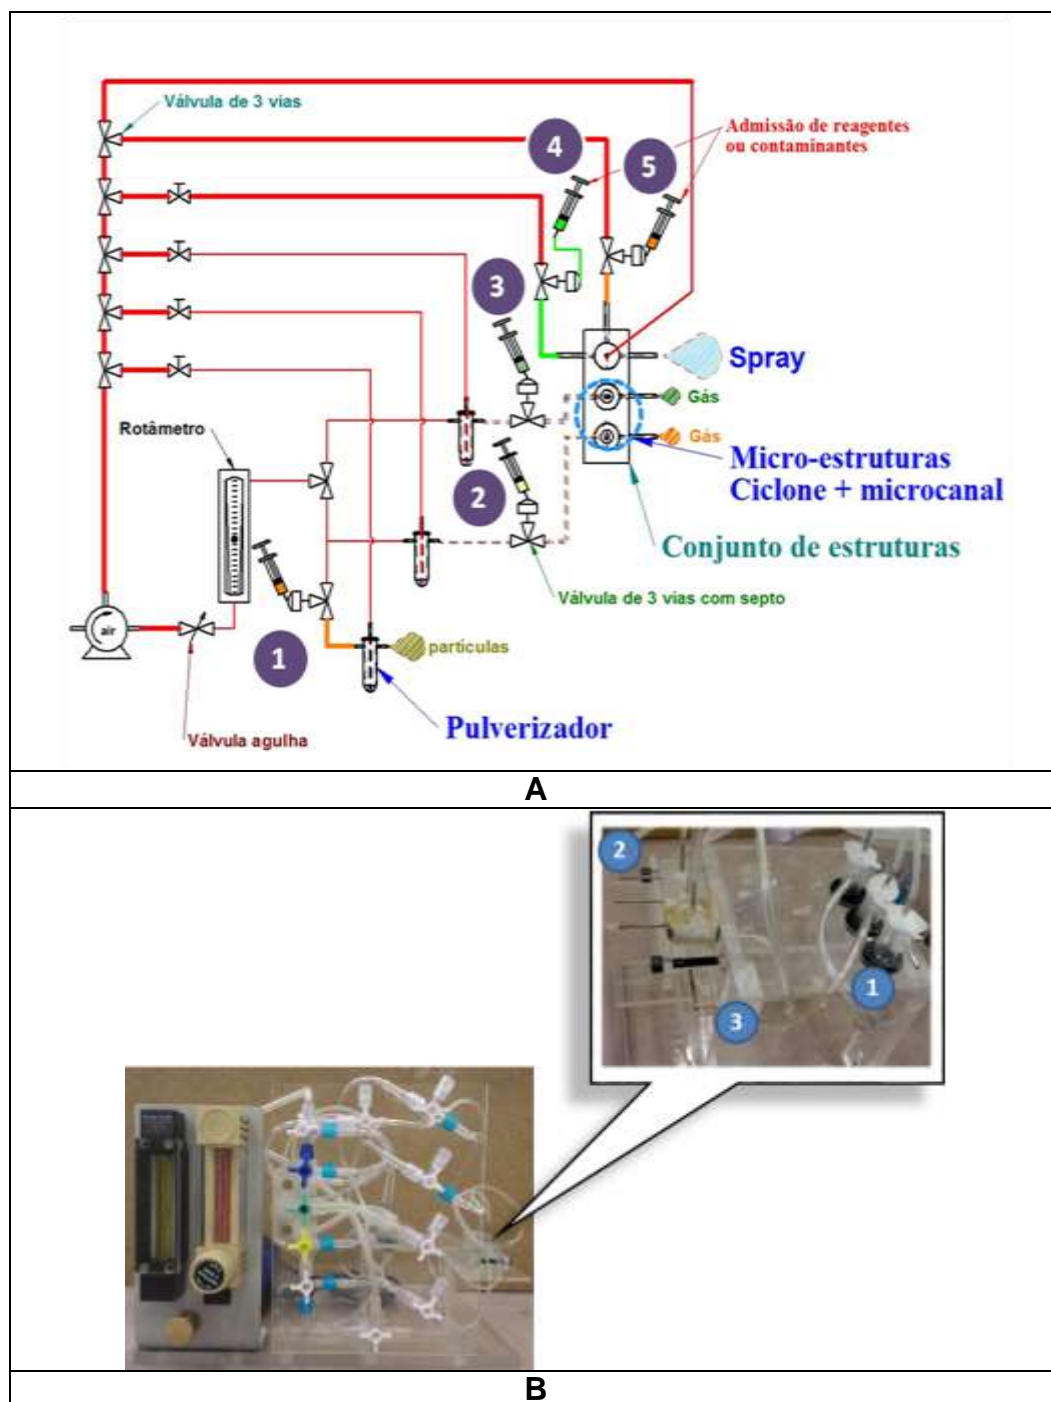 Válvula de 3 vias
4
5
Admissão de reagentes
ou contaminantes
3
Spray
Gás
Rotâmetro
Gás
2
Micro-estruturas
Ciclone + microcanal
Conjunto de estruturas
Válvula de 3 vias com septo
air
1
partículas
Pulverizador
Válvula agulha
A
2
1
3
B